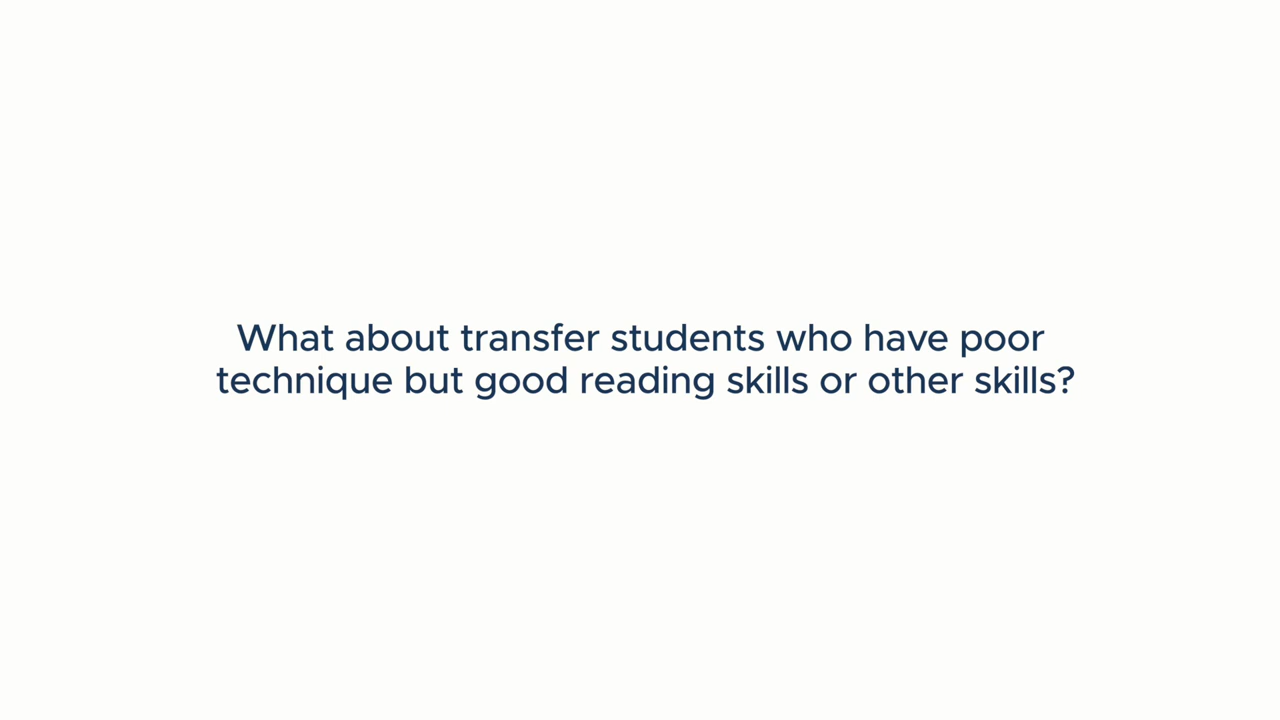 What about transfer students who have poor
technique but good reading skills or other skills?